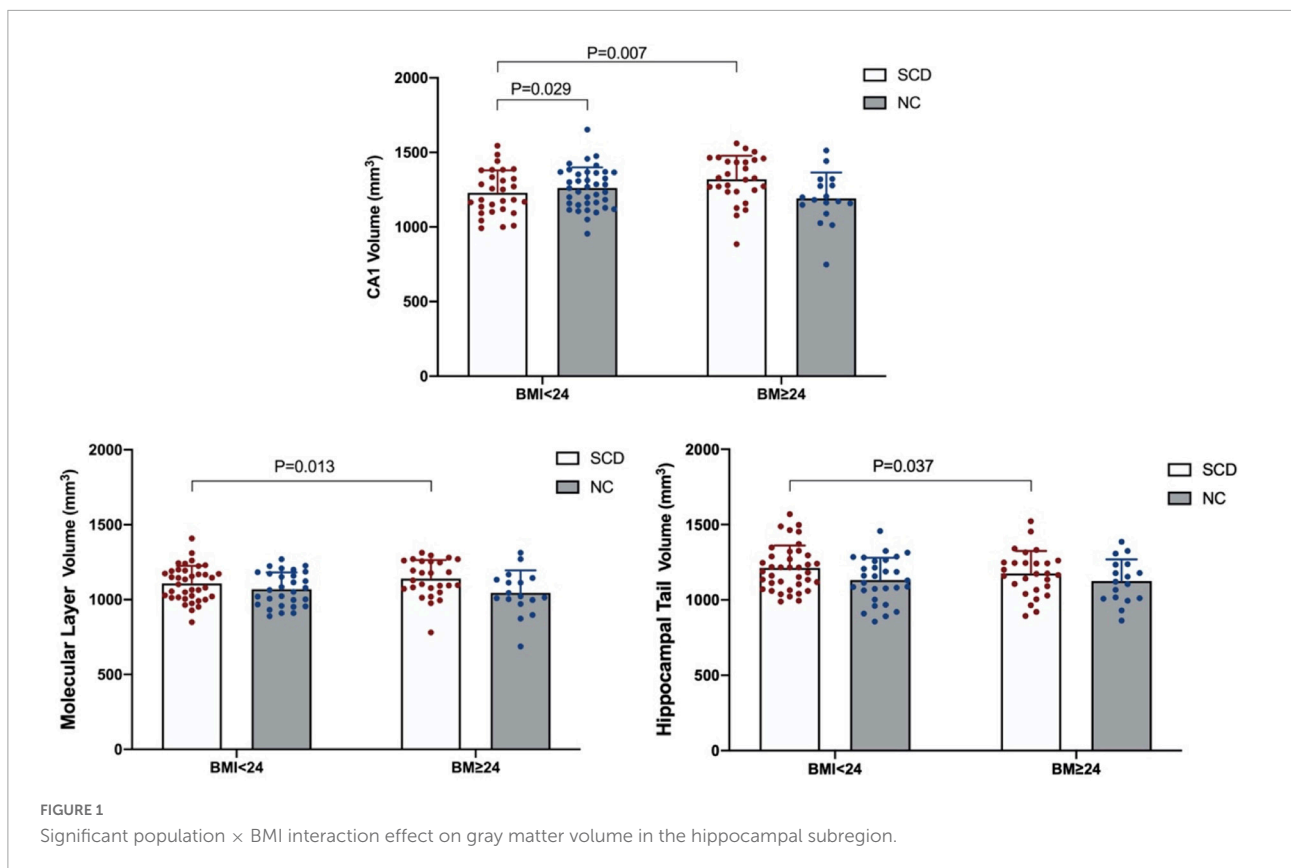 P=0.007
P=0.029
SCD
NC
2000
1500
1000
500
0
CA1 Volume (mm³)
BMI<24
BM≥24
P=0.013
SCD
NC
2000
1500
1000
500
0
Molecular Layer Volume (mm³)
BMI<24
BM≥24
P=0.037
SCD
NC
2000
1500
1000
500
0
Hippocampal Tail Volume (mm³)
BMI<24
BM≥24
FIGURE 1
Significant population × BMI interaction effect on gray matter volume in the hippocampal subregion.